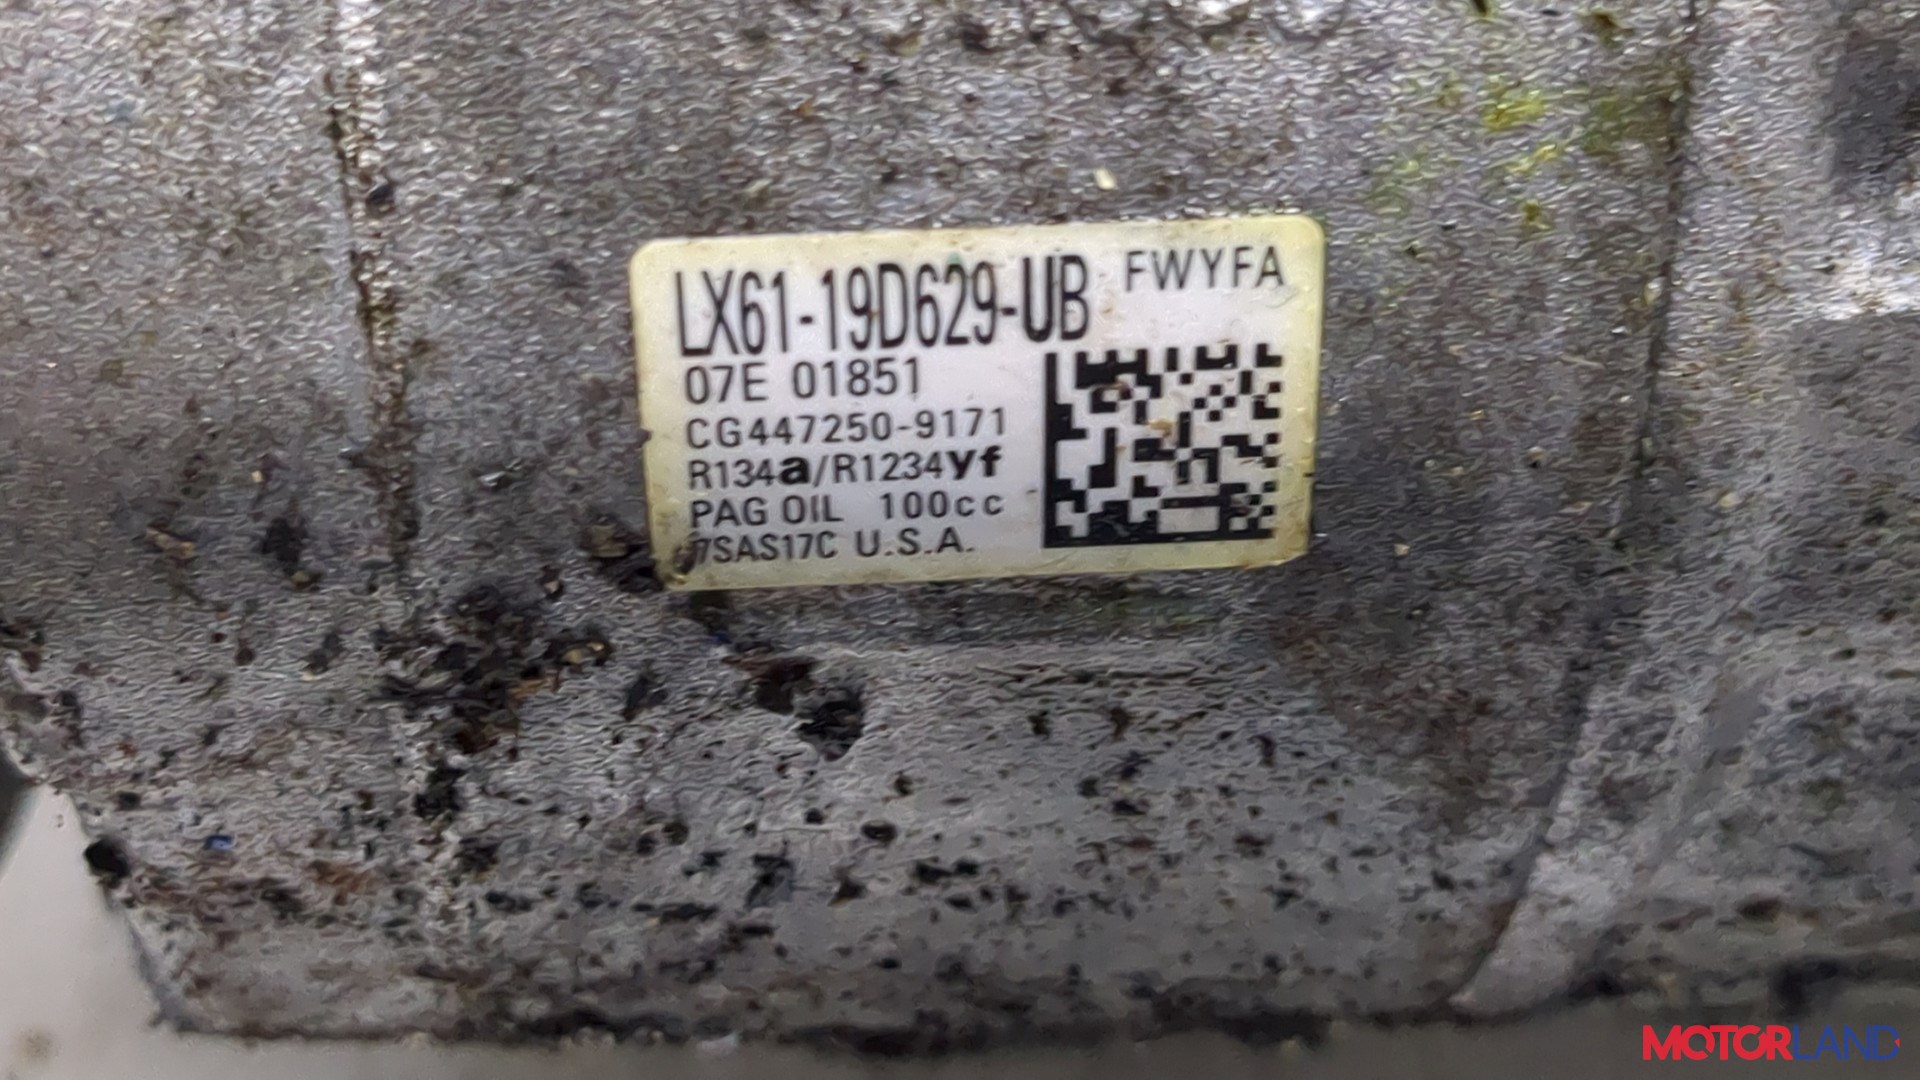 LX61-19D629-UB FWYFA
07E 01851
CG447250-9171
R134a/R1234yf
PAG OIL 100cc
7SAS17C U.S.A.
MOTORLAND